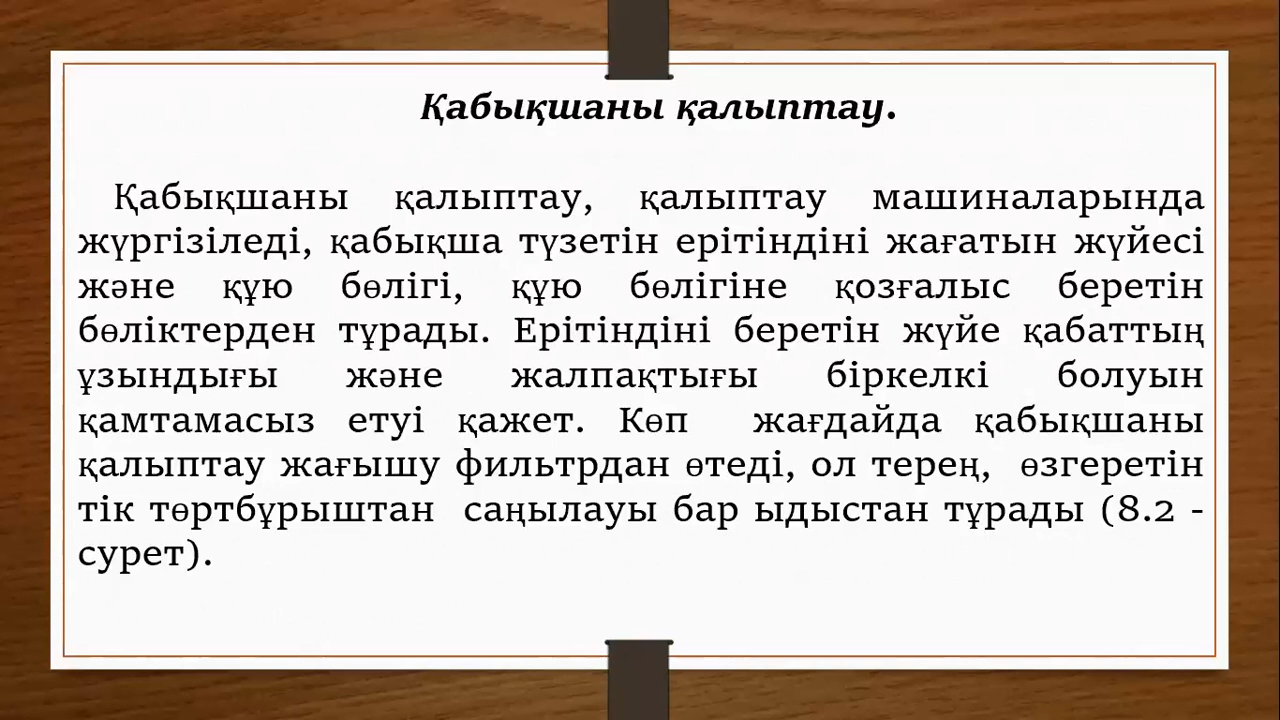 Қабықшаны қалыптау.
Қабықшаны қалыптау, қалыптау машиналарында
жүргізіледі, қабықша түзетін ерітіндіні жағатын жүйесі
және құю бөлігі, құю бөлігіне қозғалыс беретін
бөліктерден тұрады. Ерітіндіні беретін жүйе қабаттың
ұзындығы және жалпақтығы біркелкі болуын
қамтамасыз етуі қажет. Көп жағдайда қабықшаны
қалыптау жағышу фильтрдан өтеді, ол терең, өзгеретін
тік төртбұрыштан саңылауы бар ыдыстан тұрады (8.2 -
сурет).